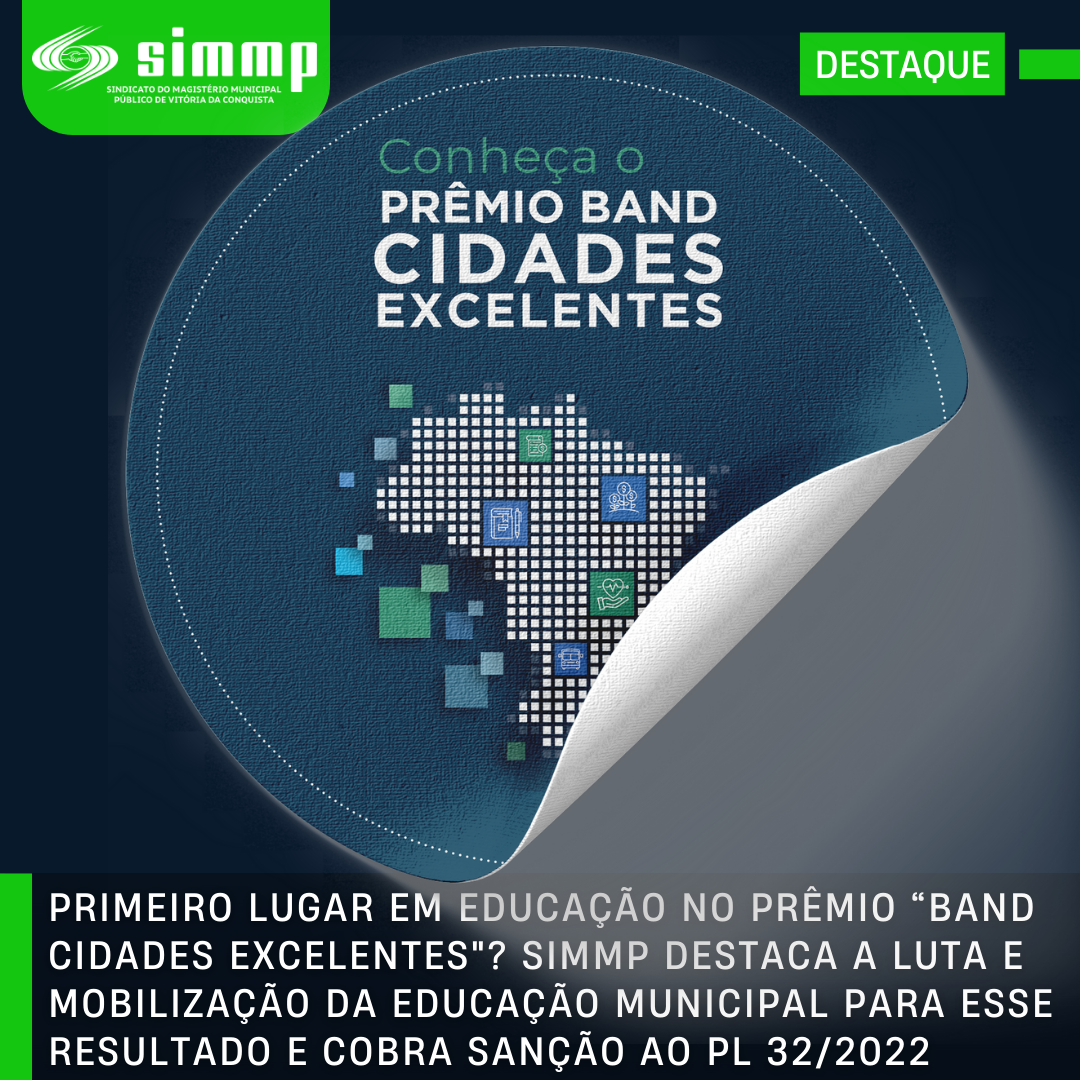 simmp
SINDICATO DO MAGISTÉRIO MUNICIPAL
PÚBLICO DE VITÓRIA DA CONQUISTA
DESTAQUE
Conheça o
PRÊMIO BAND
CIDADES
EXCELENTES
PRIMEIRO LUGAR EM EDUCAÇÃO NO PRÊMIO “BAND
CIDADES EXCELENTES"? SIMMP DESTACA A LUTA E
MOBILIZAÇÃO DA EDUCAÇÃO MUNICIPAL PARA ESSE
RESULTADO E COBRA SANÇÃO AO PL 32/2022